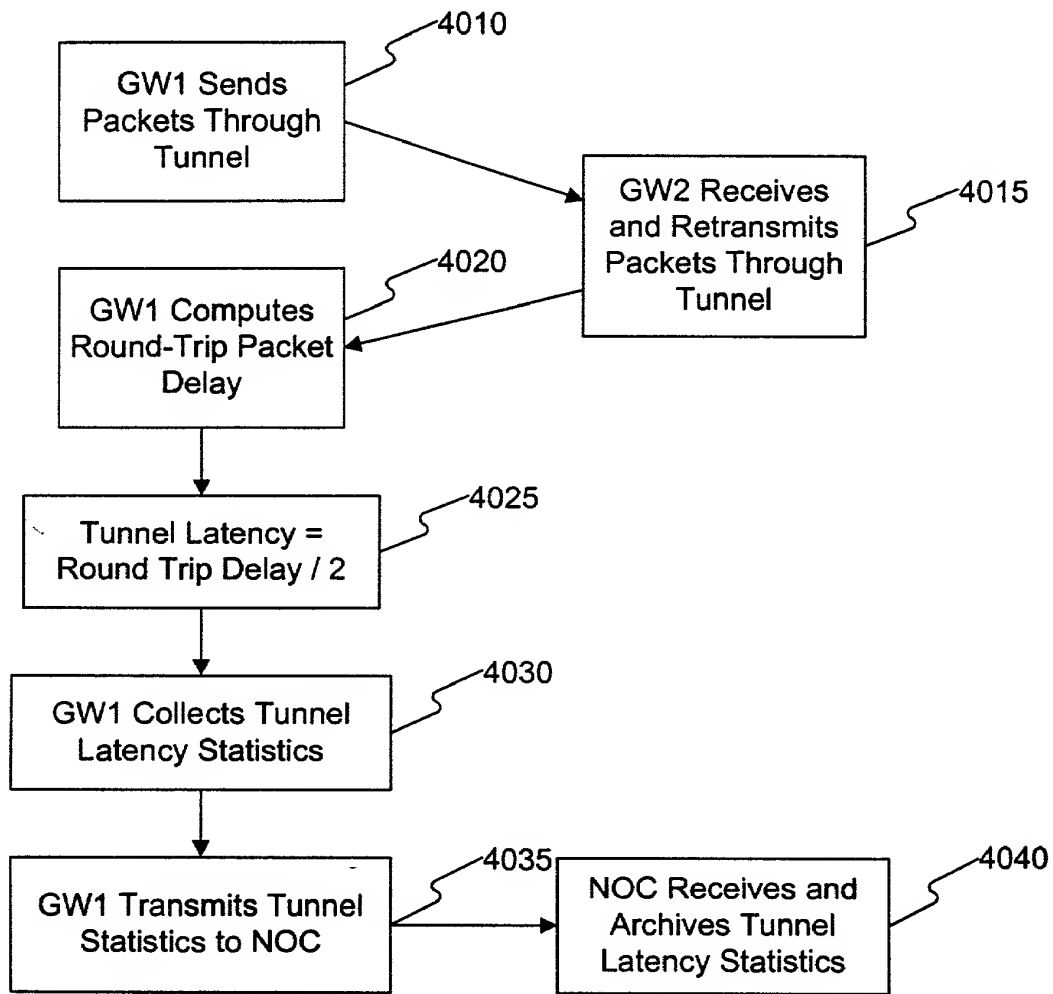 4010
GW1 Sends
Packets Through
Tunnel
GW2 Receives
and Retransmits
Packets Through
Tunnel
4015
4020
GW1 Computes
Round-Trip Packet
Delay
4025
Tunnel Latency =
Round Trip Delay / 2
4030
GW1 Collects Tunnel
Latency Statistics
4035
GW1 Transmits Tunnel
Statistics to NOC
4040
NOC Receives and
Archives Tunnel
Latency Statistics